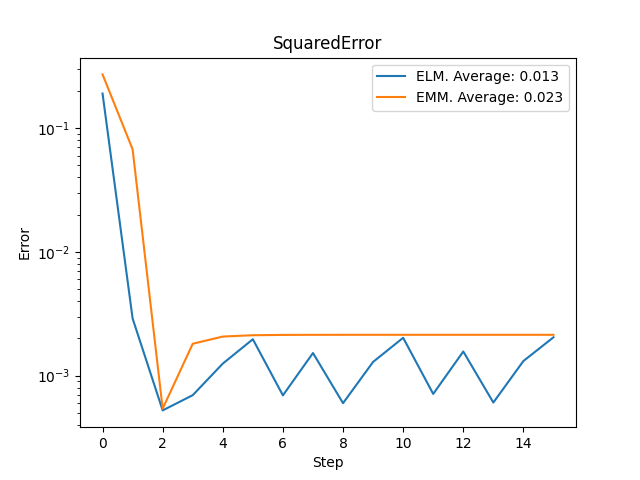 SquaredError
ELM. Average: 0.013
EMM. Average: 0.023
10⁻¹
10⁻²
10⁻³
Error
0 2 4 6 8 10 12 14
Step